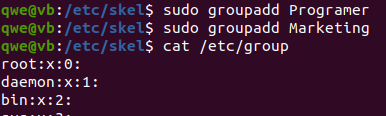 qwe@vb:/etc/skel$ sudo groupadd Programer
qwe@vb:/etc/skel$ sudo groupadd Marketing
qwe@vb:/etc/skel$ cat /etc/group
root:x:0:
daemon:x:1:
bin:x:2: